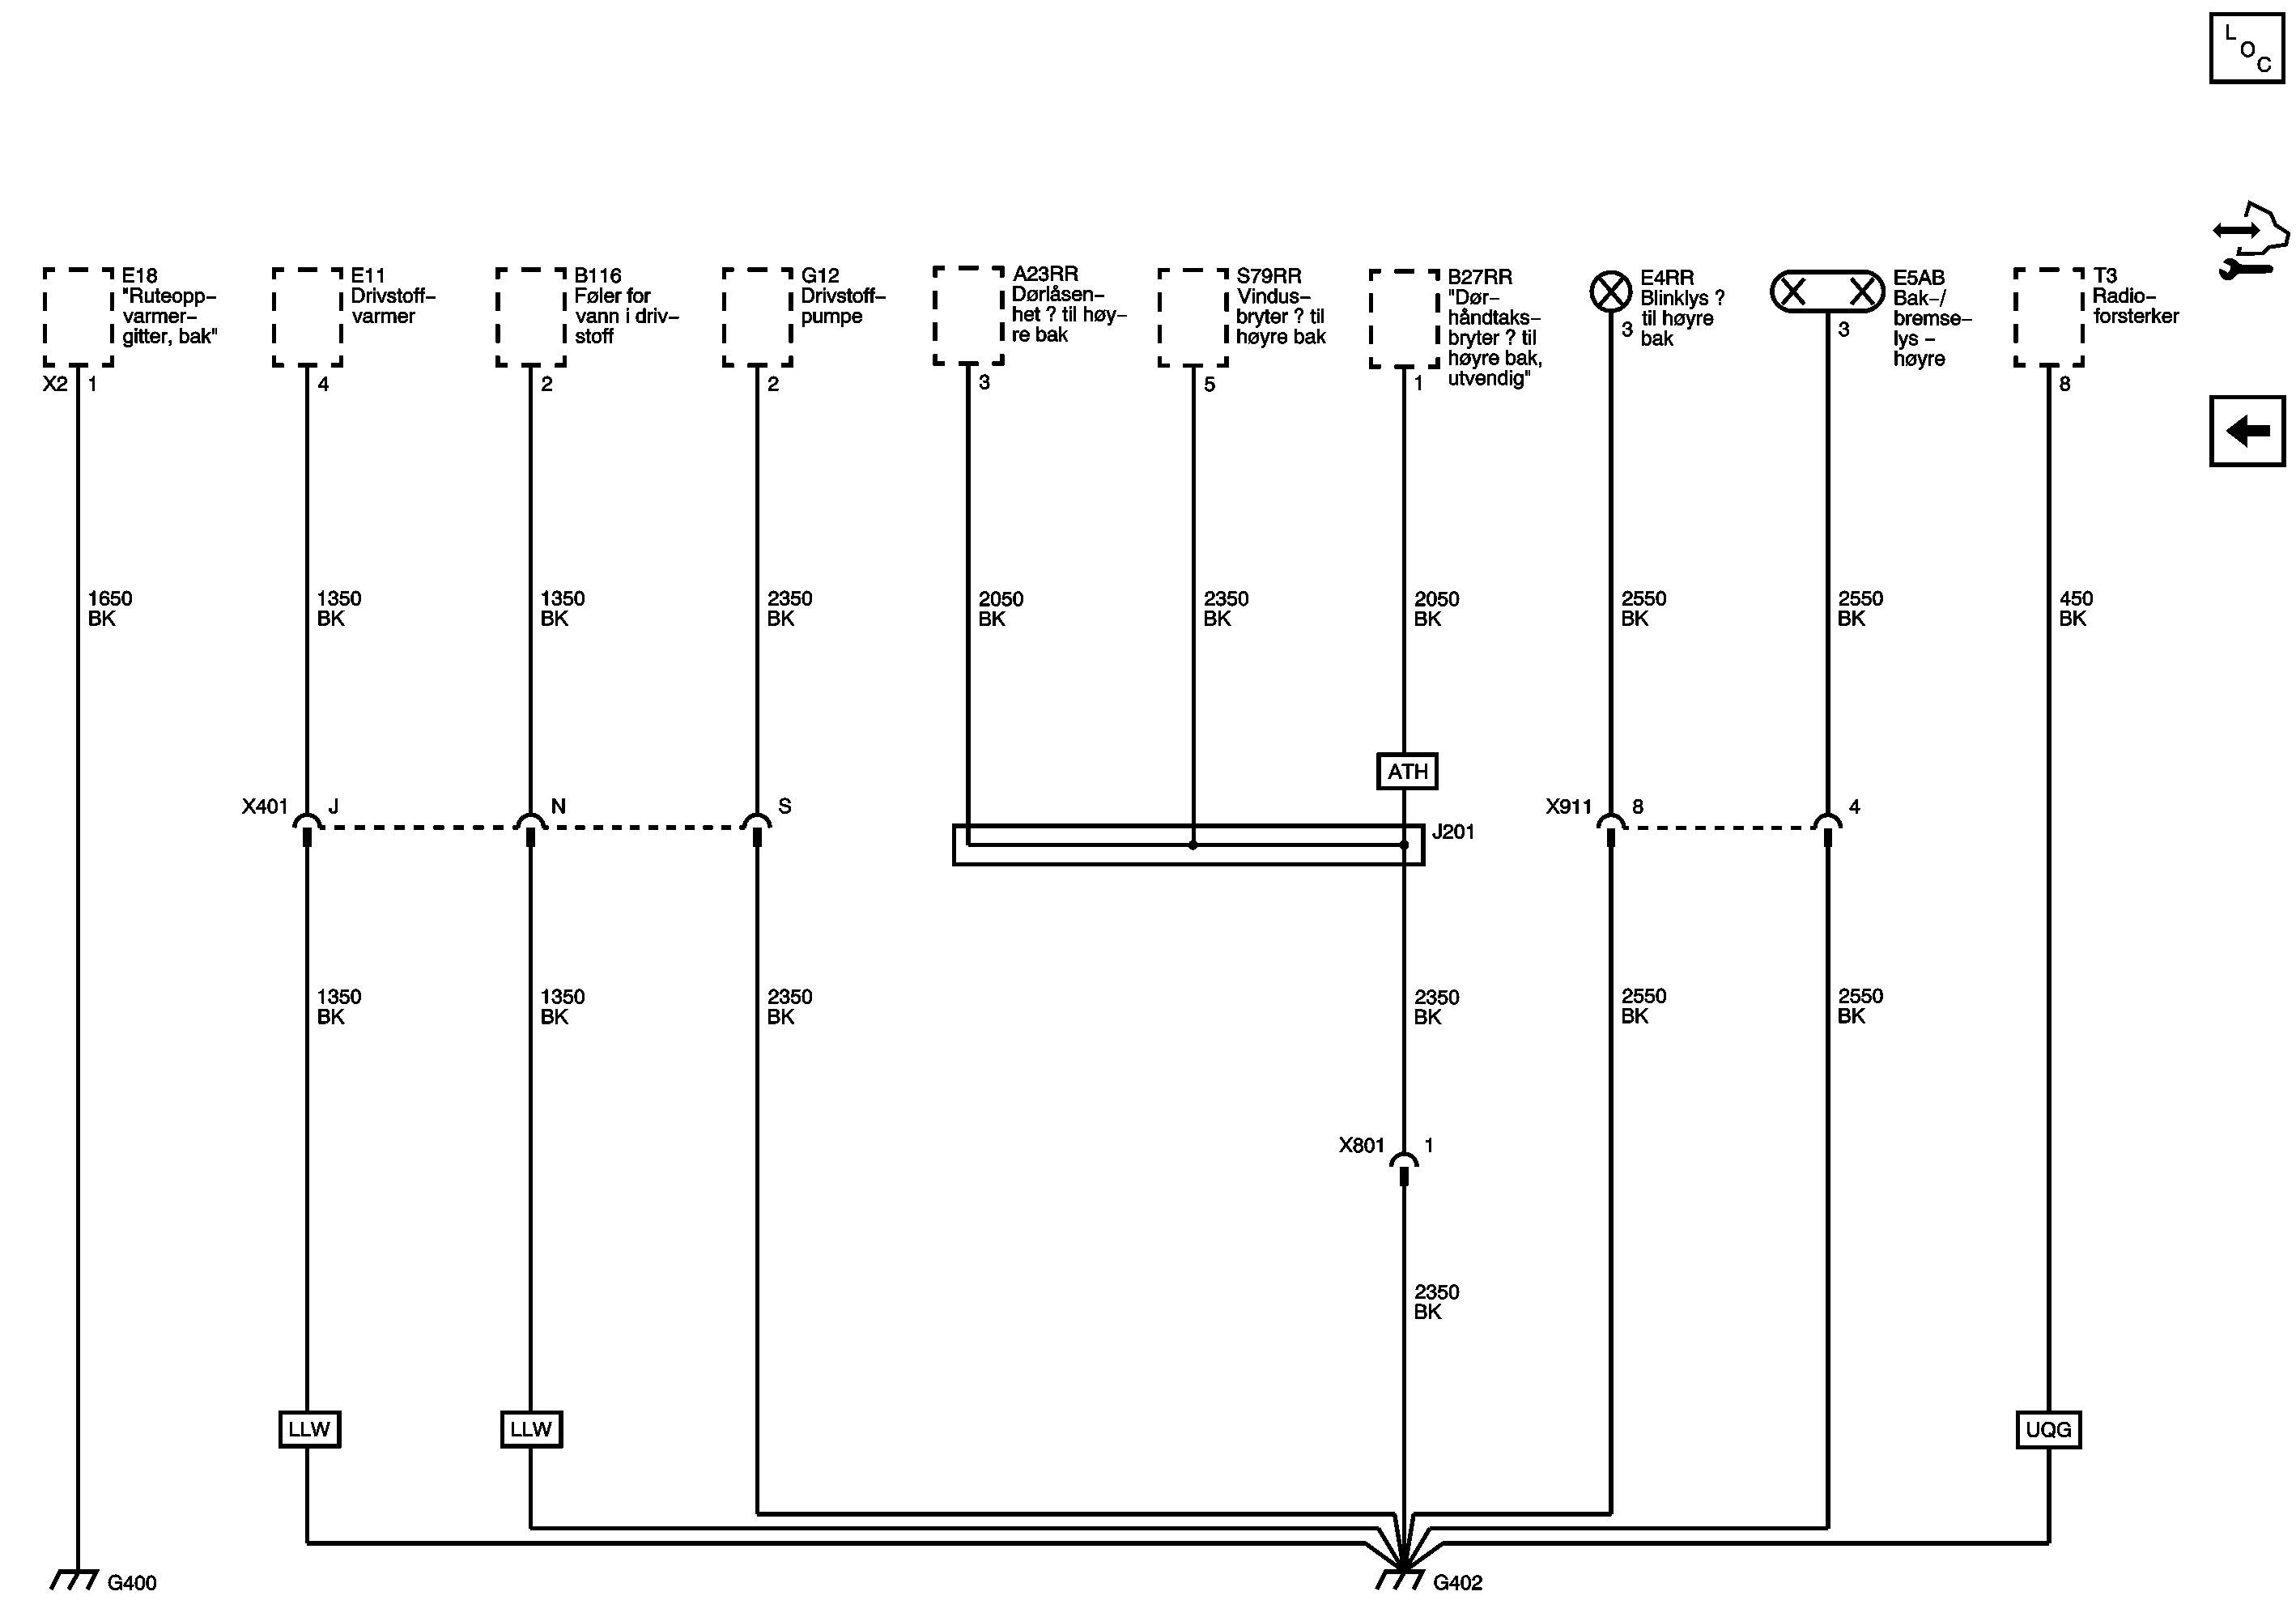 L
O
C
E18
"Ruteopp–
varmer–
gitter, bak"
X2 1
E11
Drivstoff–
varmer
4
B116
Føler for
vann i driv–
stoff
2
G12
Drivstoff–
pumpe
2
A23RR
Dørlåsen–
het ? til høy–
re bak
3
S79RR
Vindus–
bryter ? til
høyre bak
5
B27RR
"Dør–
håndtaks–
bryter ? til
høyre bak,
utvendig"
1
E4RR
Blinklys ?
til høyre
bak
3
E5AB
Bak–/
bremse–
lys –
høyre
3
T3
Radio–
forsterker
8
1650
BK
1350
BK
1350
BK
2350
BK
2050
BK
2350
BK
2050
BK
2550
BK
2550
BK
450
BK
ATH
X401 J
N
S
J201
X911 8
4
1350
BK
1350
BK
2350
BK
2350
BK
2550
BK
2550
BK
X801 1
2350
BK
LLW
LLW
UQG
G400
G402